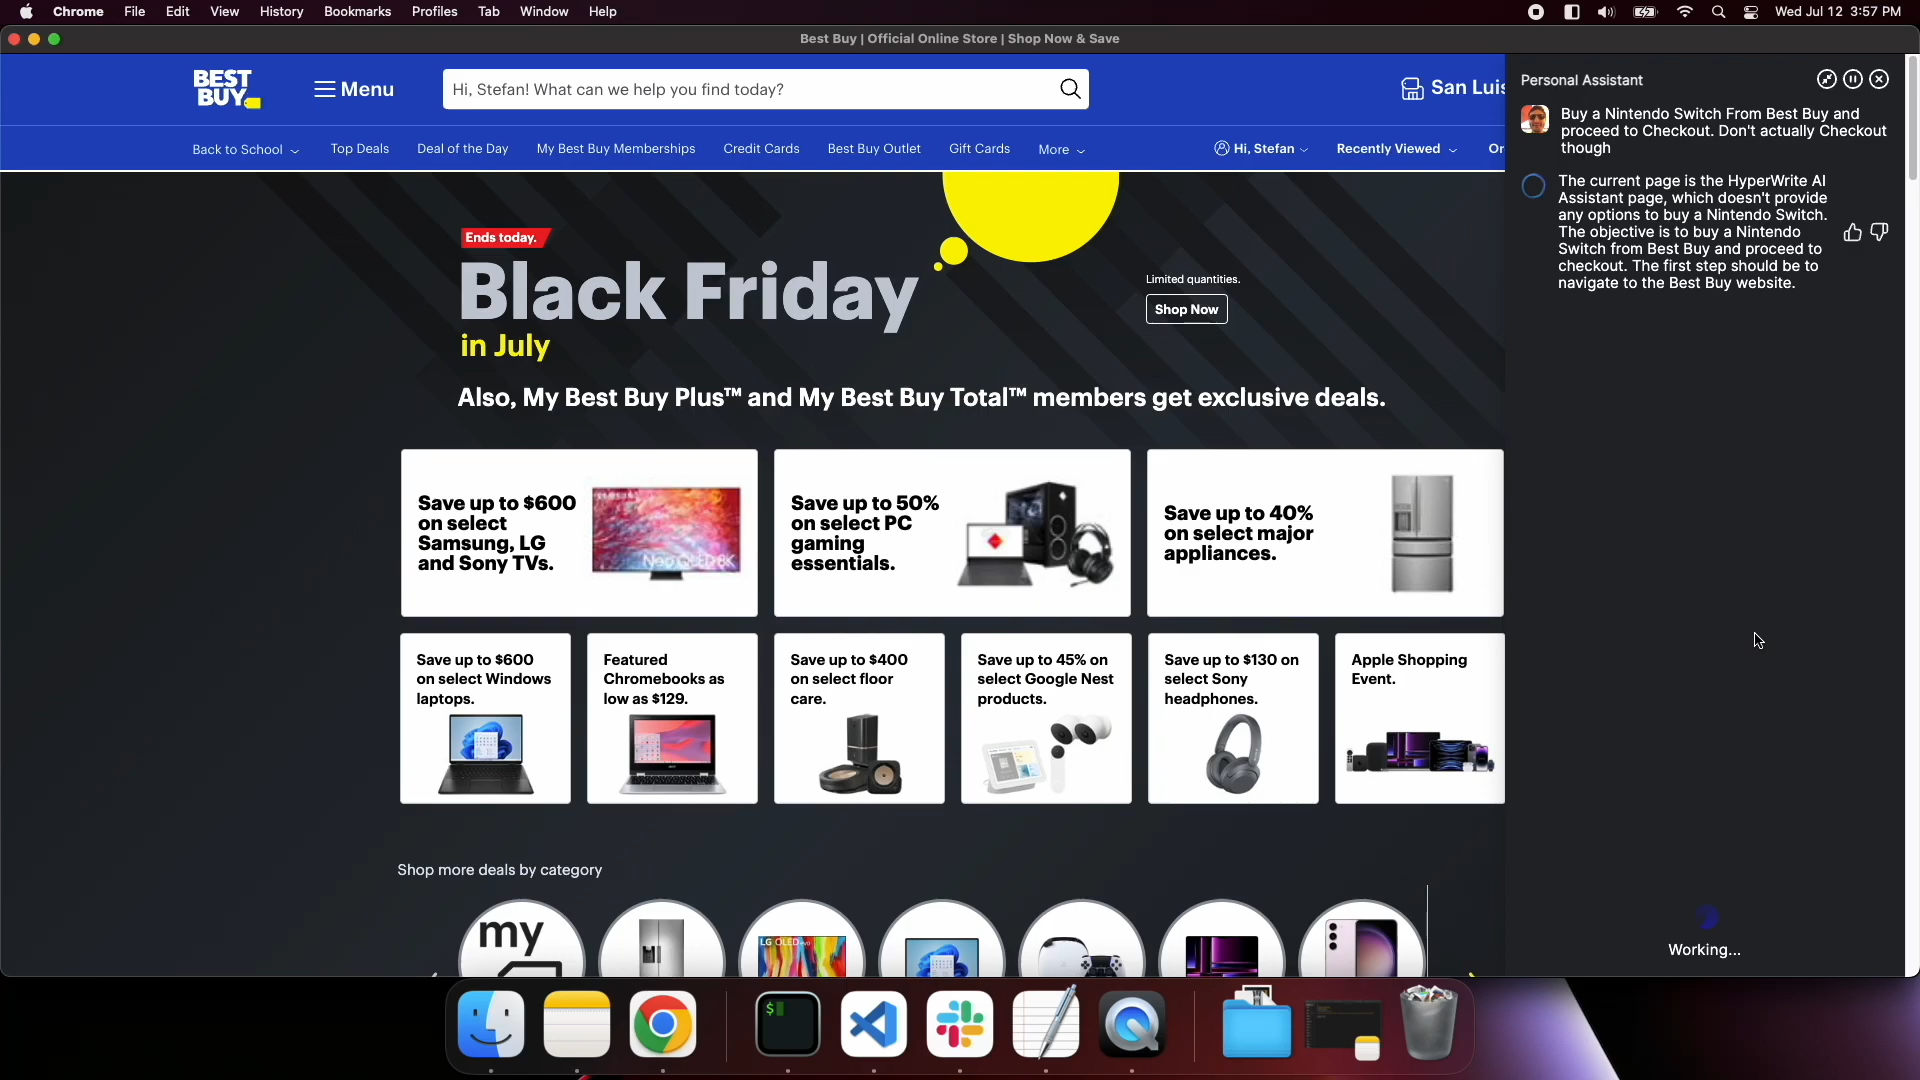 Chrome File Edit View History Bookmarks Profiles Tab Window Help
Wed Jul 12 3:57 PM
Best Buy | Official Online Store | Shop Now & Save
BEST
BUY
Menu
Hi, Stefan! What can we help you find today?
San Luis
Back to School
Top Deals
Deal of the Day
My Best Buy Memberships
Credit Cards
Best Buy Outlet
Gift Cards
More
Hi, Stefan
Recently Viewed
Or
Ends today.
Black Friday
in July
Limited quantities.
Shop Now
Also, My Best Buy Plus™ and My Best Buy Total™ members get exclusive deals.
Save up to $600
on select
Samsung, LG
and Sony TVs.
SAMSUNG
Neo QLED 8K
Save up to 50%
on select PC
gaming
essentials.
Save up to 40%
on select major
appliances.
Save up to $600
on select Windows
laptops.
Featured
Chromebooks as
low as $129.
Save up to $400
on select floor
care.
Save up to 45% on
select Google Nest
products.
Save up to $130 on
select Sony
headphones.
Apple Shopping
Event.
Shop more deals by category
my
LG OLED evo
Personal Assistant
Buy a Nintendo Switch From Best Buy and
proceed to Checkout. Don't actually Checkout
though
The current page is the HyperWrite AI
Assistant page, which doesn't provide
any options to buy a Nintendo Switch.
The objective is to buy a Nintendo
Switch from Best Buy and proceed to
checkout. The first step should be to
navigate to the Best Buy website.
Working...
$